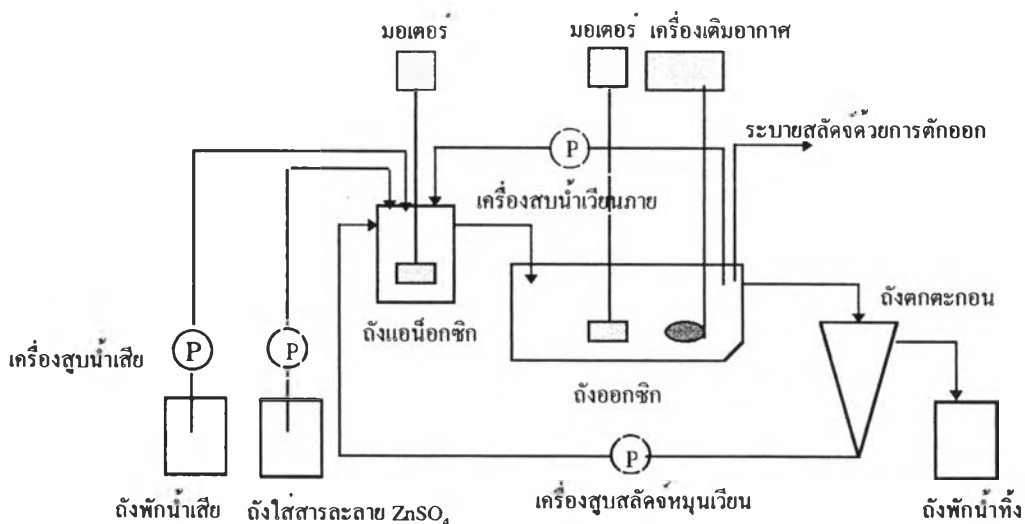 มอเตอร์
มอเตอร์ เครื่องเติมอากาศ
ระบายสลัดจ์ด้วยการตักออก
P
เครื่องสบน้ำเวียนภาย
ถังตกตะกอน
ถังแอน็อกซิก
เครื่องสูบน้ำเสีย
P
P
ถังออกซิก
P
เครื่องสูบสลัดจ์หมุนเวียน
ถังพักน้ำเสีย
ถังใส่สารละลาย ZnSO₄
ถังพักน้ำทิ้ง